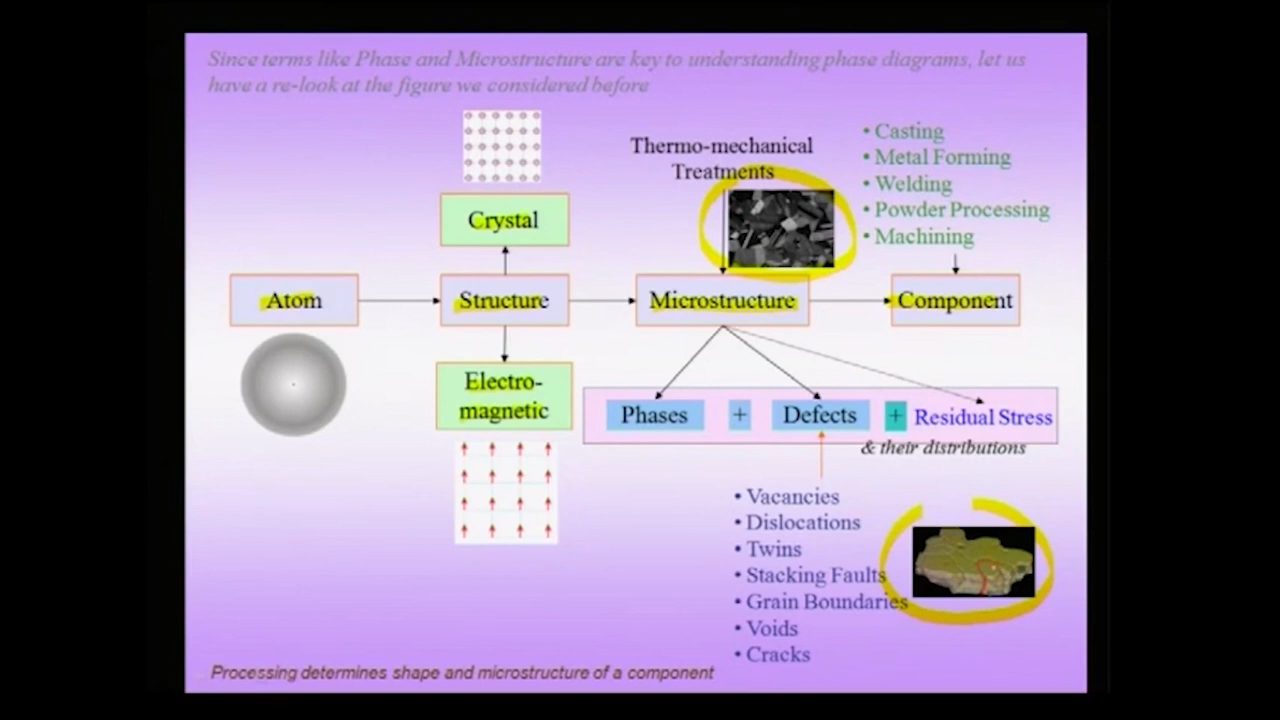 Since terms like Phase and Microstructure are key to understanding phase diagrams, let us
have a re-look at the figure we considered before
Thermo-mechanical
Treatments
• Casting
• Metal Forming
• Welding
• Powder Processing
• Machining
Crystal
Atom
Structure
Microstructure
Component
Electro-
magnetic
Phases
+
Defects
+
Residual Stress
& their distributions
• Vacancies
• Dislocations
• Twins
• Stacking Faults
• Grain Boundaries
• Voids
• Cracks
Processing determines shape and microstructure of a component